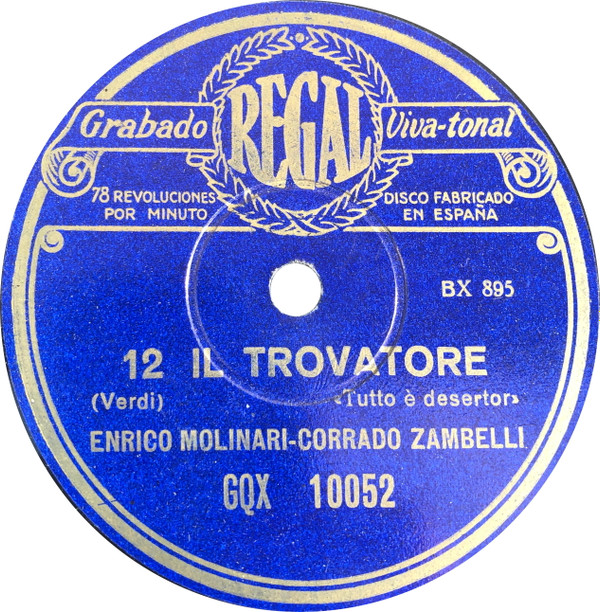 REGAL
Grabado Viva-tonal
78 REVOLUCIONES
POR MINUTO
DISCO FABRICADO
EN ESPAÑA
BX 895
12 IL TROVATORE
(Verdi) «Tutto è desertor»
ENRICO MOLINARI-CORRADO ZAMBELLI
GQX 10052